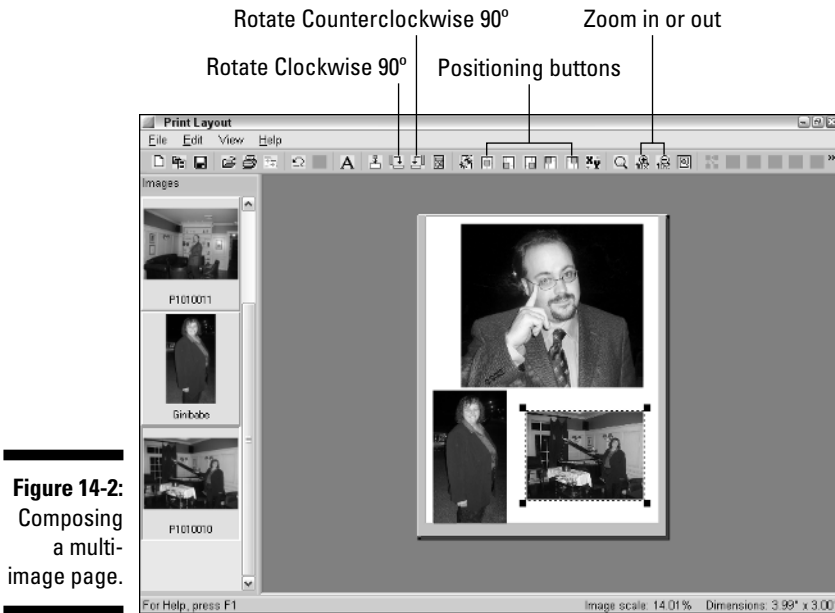 Rotate Counterclockwise 90º
Zoom in or out
Rotate Clockwise 90º
Positioning buttons
Print Layout
File Edit View Help
A
Images
P1010011
Ginibabe
P1010010
Figure 14-2:
Composing
a multi-
image page.
For Help, press F1
Image scale: 14.01% Dimensions: 3.99" x 3.00